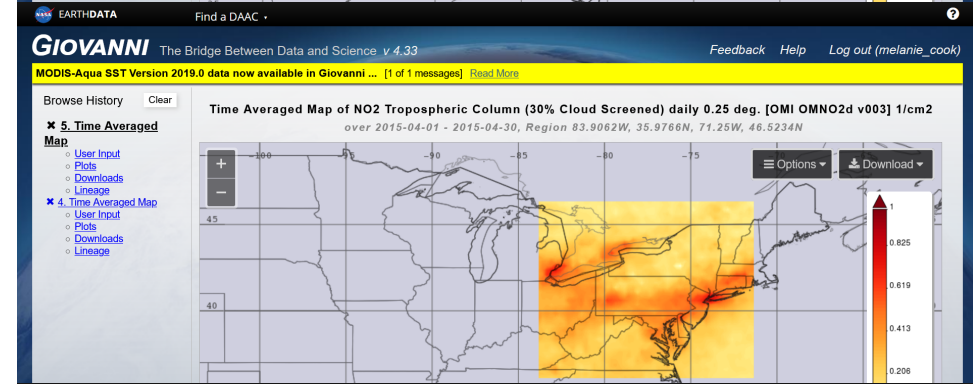 NASA EARTHDATA Find a DAAC ?
GIOVANNI The Bridge Between Data and Science v 4.33 Feedback Help Log out (melanie_cook)
MODIS-Aqua SST Version 2019.0 data now available in Giovanni ... [1 of 1 messages] Read More
Browse History Clear
5. Time Averaged
Map
User Input
Plots
Downloads
Lineage
4. Time Averaged Map
User Input
Plots
Downloads
Lineage
Time Averaged Map of NO2 Tropospheric Column (30% Cloud Screened) daily 0.25 deg. [OMI OMNO2d v003] 1/cm2
over 2015-04-01 - 2015-04-30, Region 83.9062W, 35.9766N, 71.25W, 46.5234N
-100 -95 -90 -85 -80 -75
+
−
Options Download
45
40
1
0.825
0.619
0.413
0.206